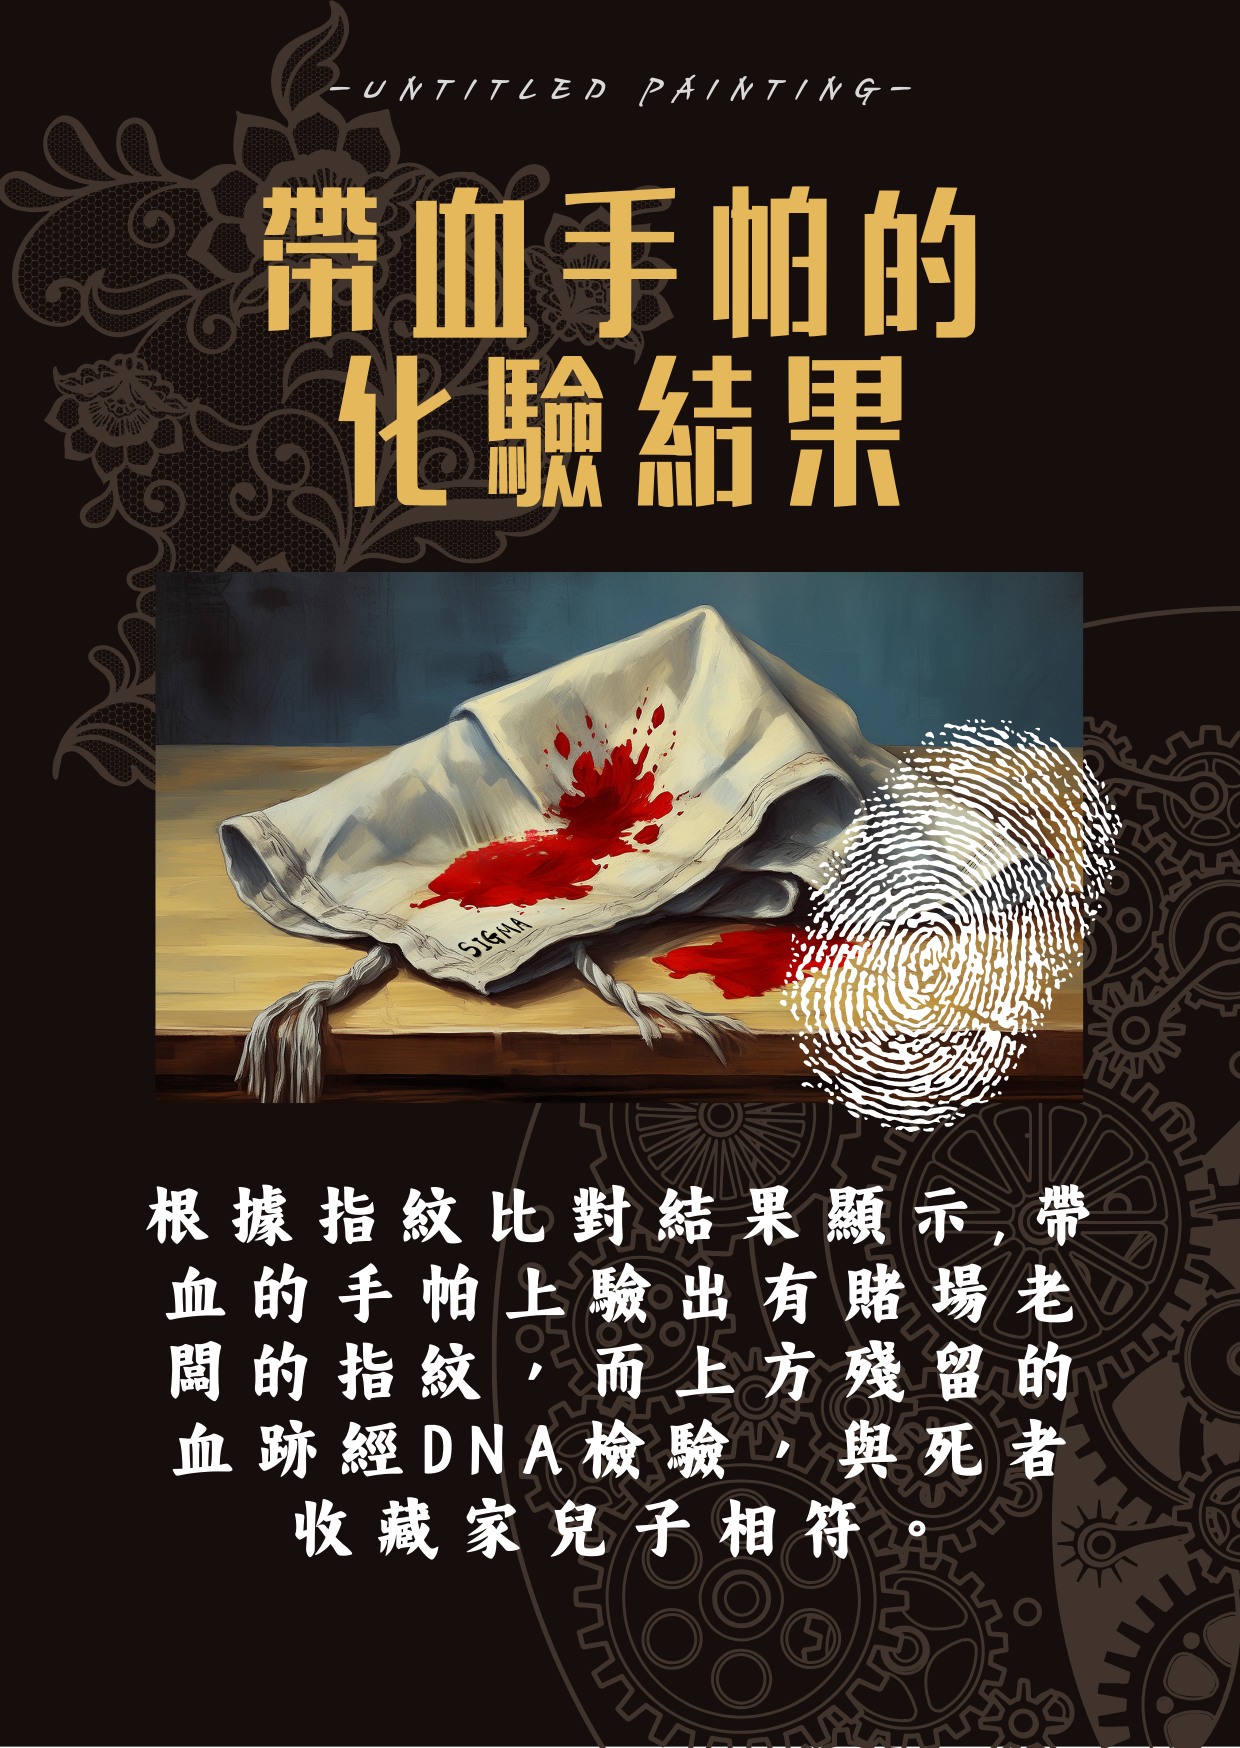 -UNTITLED PAINTING-
帶血手帕的
化驗結果
SIGMA
根據指紋比對結果顯示,帶
血的手帕上驗出有賭場老
闆的指紋,而上方殘留的
血跡經DNA檢驗,與死者
收藏家兒子相符。